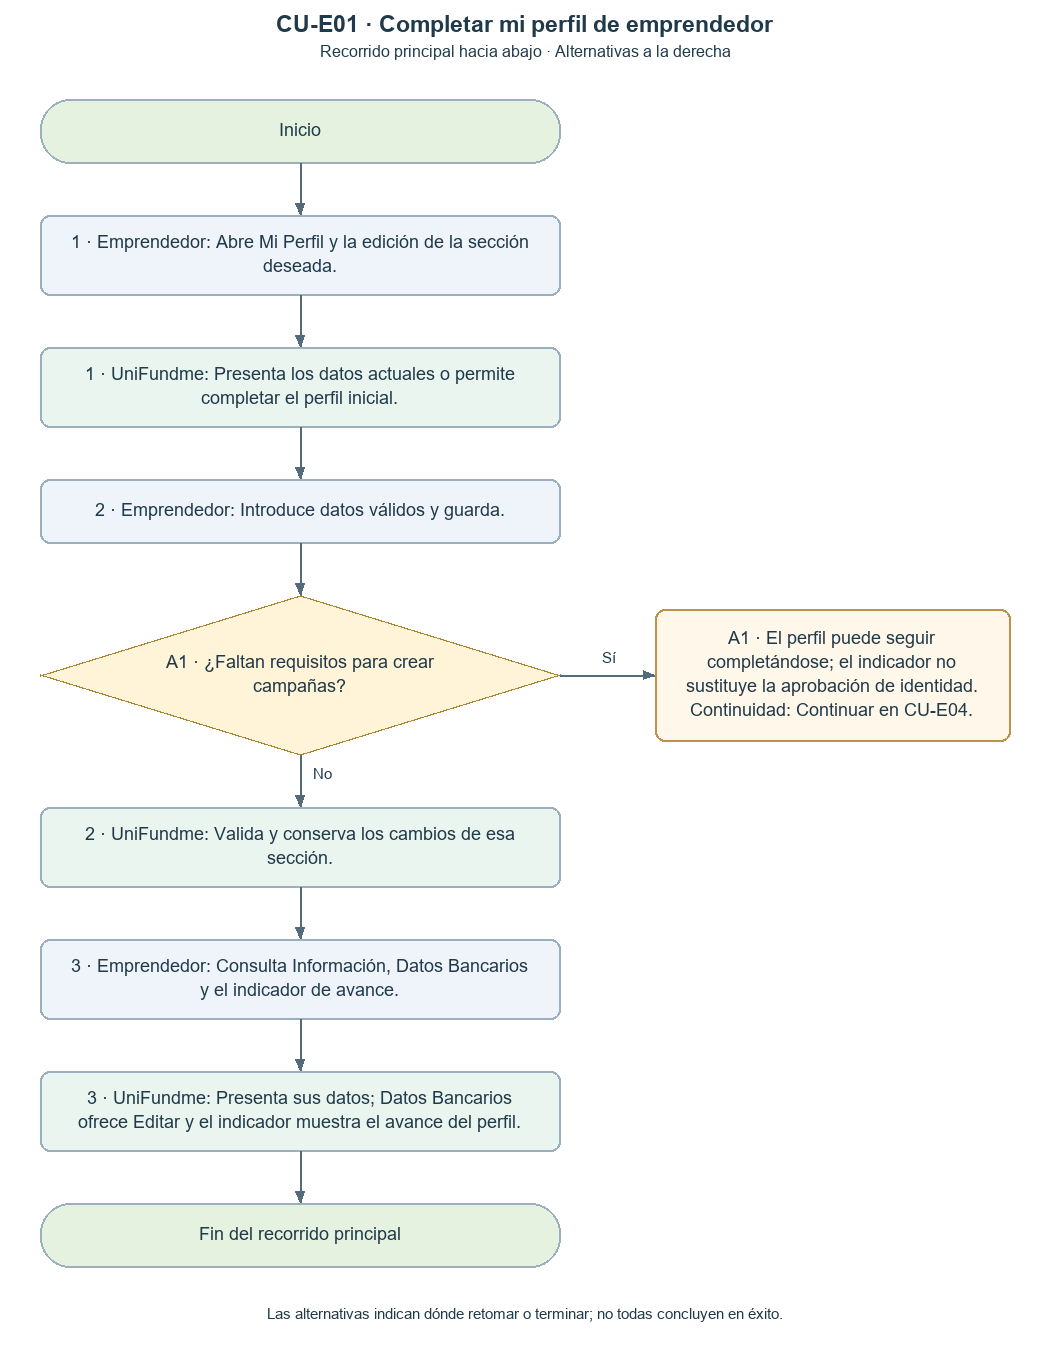 CU-E01 · Completar mi perfil de emprendedor
Recorrido principal hacia abajo · Alternativas a la derecha
Inicio
1 · Emprendedor: Abre Mi Perfil y la edición de la sección
deseada.
1 · UniFundme: Presenta los datos actuales o permite
completar el perfil inicial.
2 · Emprendedor: Introduce datos válidos y guarda.
A1 · ¿Faltan requisitos para crear
campañas?
Sí
A1 · El perfil puede seguir
completándose; el indicador no
sustituye la aprobación de identidad.
Continuidad: Continuar en CU-E04.
No
2 · UniFundme: Valida y conserva los cambios de esa
sección.
3 · Emprendedor: Consulta Información, Datos Bancarios
y el indicador de avance.
3 · UniFundme: Presenta sus datos; Datos Bancarios
ofrece Editar y el indicador muestra el avance del perfil.
Fin del recorrido principal
Las alternativas indican dónde retomar o terminar; no todas concluyen en éxito.